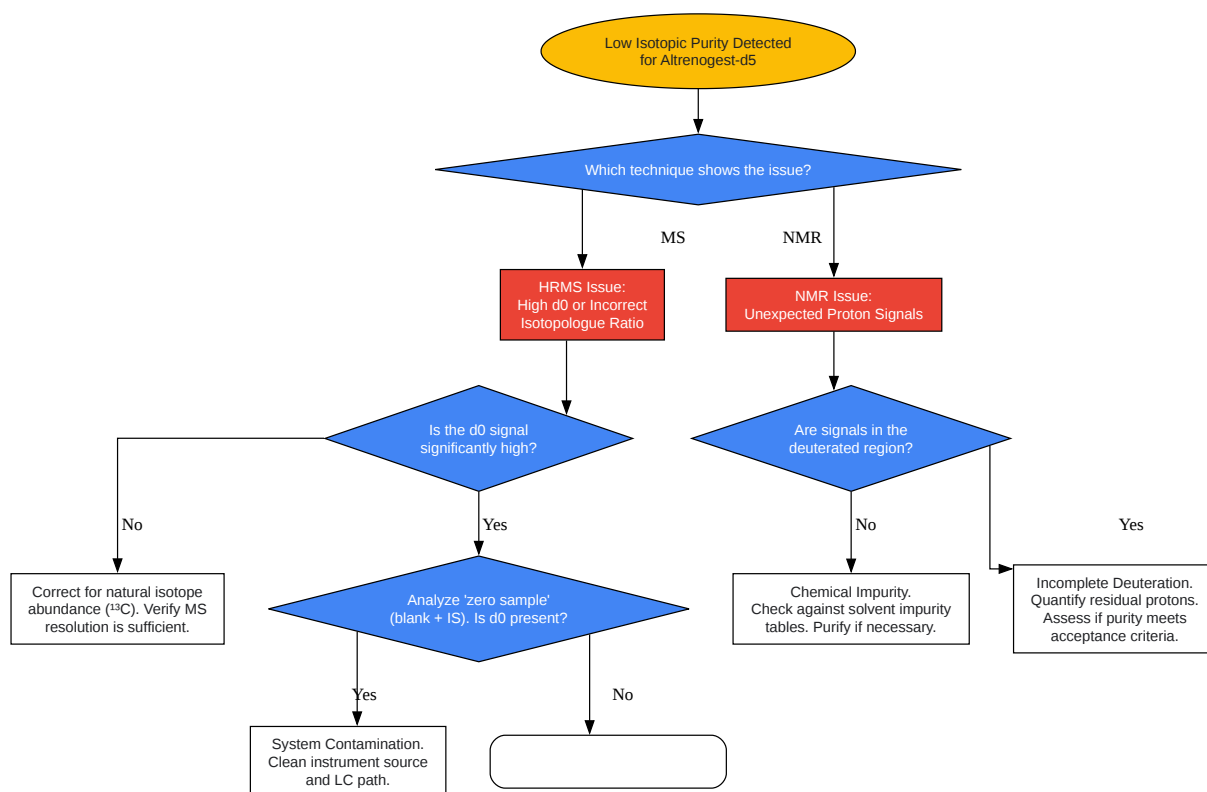 Low Isotopic Purity Detected
for Altrenogest-d5
Which technique shows the issue?
MS
NMR
HRMS Issue:
High d0 or Incorrect
Isotopologue Ratio
NMR Issue:
Unexpected Proton Signals
Is the d0 signal
significantly high?
Are signals in the
deuterated region?
No
Yes
No
Yes
Correct for natural isotope
abundance (¹³C). Verify MS
resolution is sufficient.
Analyze 'zero sample'
(blank + IS). Is d0 present?
Chemical Impurity.
Check against solvent impurity
tables. Purify if necessary.
Incomplete Deuteration.
Quantify residual protons.
Assess if purity meets
acceptance criteria.
Yes
No
System Contamination.
Clean instrument source
and LC path.